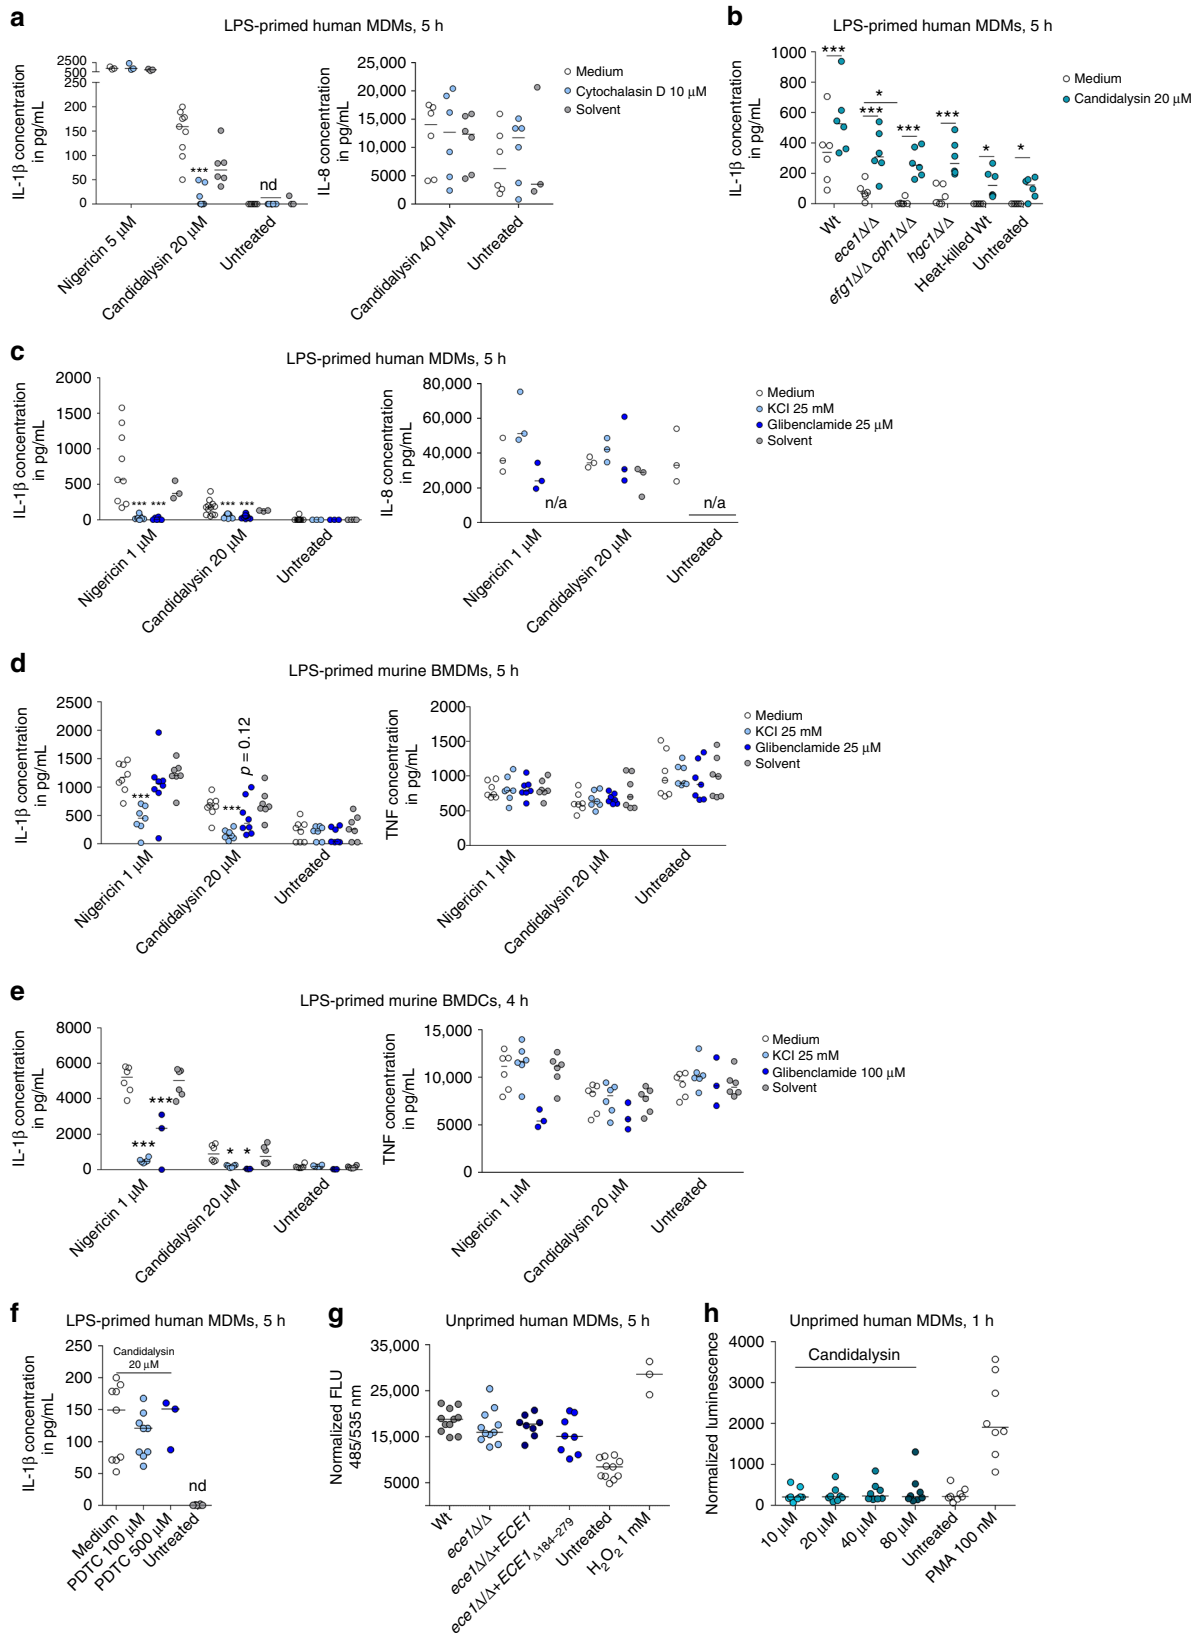 a
LPS-primed human MDMs, 5 h
IL-1β concentration
in pg/mL
2500
500
250
200
150
100
50
0
***
nd
Nigericin 5 μM
Candidalysin 20 μM
Untreated
IL-8 concentration
in pg/mL
25,000
20,000
15,000
10,000
5000
0
Candidalysin 40 μM
Untreated
Medium
Cytochalasin D 10 μM
Solvent
b
LPS-primed human MDMs, 5 h
IL-1β concentration
in pg/mL
1000
800
600
400
200
0
***
*
***
***
***
*
*
Wt
ece1Δ/Δ
efg1Δ/Δ cph1Δ/Δ
hgc1Δ/Δ
Heat-killed Wt
Untreated
Medium
Candidalysin 20 μM
c
LPS-primed human MDMs, 5 h
IL-1β concentration
in pg/mL
2000
1500
1000
500
0
*** ***
*** ***
Nigericin 1 μM
Candidalysin 20 μM
Untreated
IL-8 concentration
in pg/mL
80,000
60,000
40,000
20,000
0
n/a
n/a
Nigericin 1 μM
Candidalysin 20 μM
Untreated
Medium
KCl 25 mM
Glibenclamide 25 μM
Solvent
d
LPS-primed murine BMDMs, 5 h
IL-1β concentration
in pg/mL
2500
2000
1500
1000
500
0
***
***
p = 0.12
Nigericin 1 μM
Candidalysin 20 μM
Untreated
TNF concentration
in pg/mL
2000
1500
1000
500
0
Nigericin 1 μM
Candidalysin 20 μM
Untreated
Medium
KCl 25 mM
Glibenclamide 25 μM
Solvent
e
LPS-primed murine BMDCs, 4 h
IL-1β concentration
in pg/mL
8000
6000
4000
2000
0
***
***
* *
Nigericin 1 μM
Candidalysin 20 μM
Untreated
TNF concentration
in pg/mL
15,000
10,000
5000
0
Nigericin 1 μM
Candidalysin 20 μM
Untreated
Medium
KCl 25 mM
Glibenclamide 100 μM
Solvent
f
LPS-primed human MDMs, 5 h
IL-1β concentration
in pg/mL
250
200
150
100
50
0
Candidalysin
20 μM
nd
Medium
PDTC 100 μM
PDTC 500 μM
Untreated
g
Unprimed human MDMs, 5 h
Normalized FLU
485/535 nm
35,000
25,000
15,000
5000
Wt
ece1Δ/Δ
ece1Δ/Δ+ECE1
ece1Δ/Δ+ECE1Δ184–279
Untreated
H2O2 1 mM
h
Unprimed human MDMs, 1 h
Normalized luminescence
4000
3000
2000
1000
0
Candidalysin
10 μM
20 μM
40 μM
80 μM
Untreated
PMA 100 nM